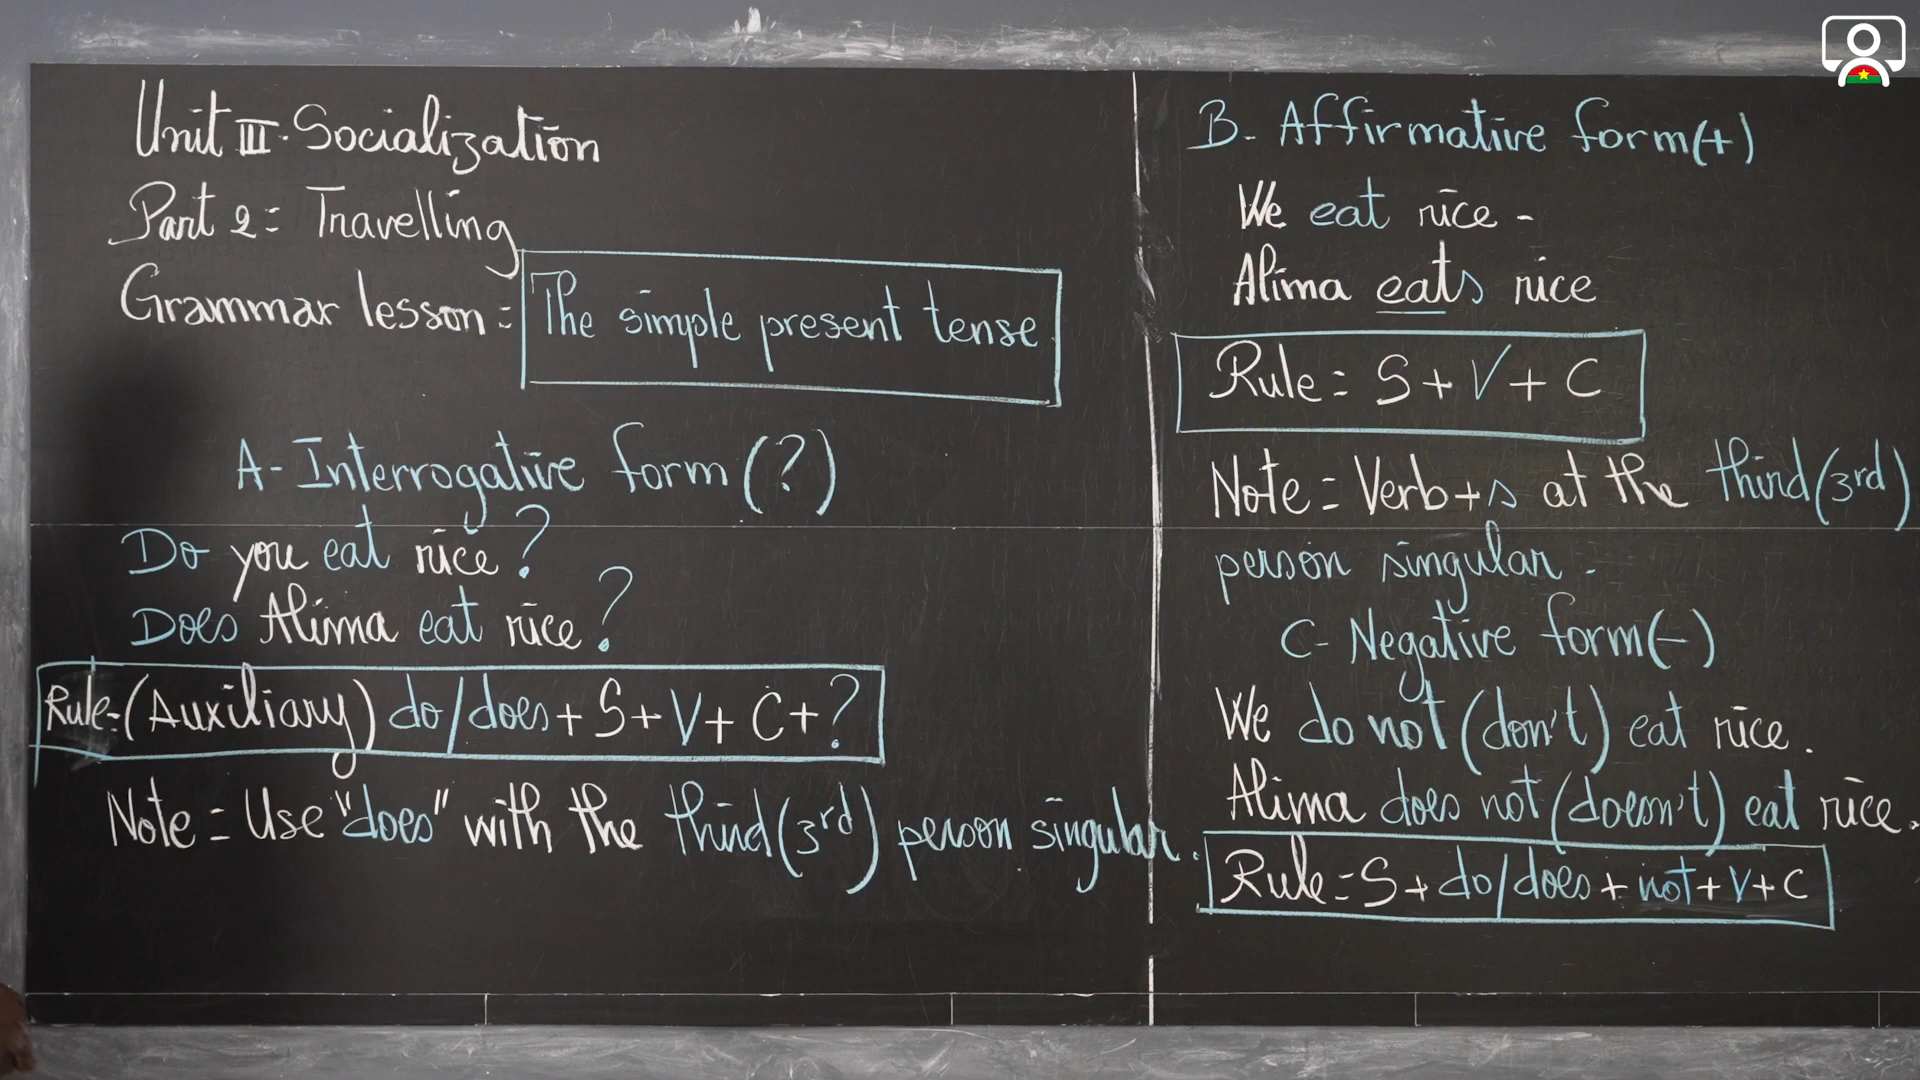 Unit III. Socialization
Part 2: Travelling
Grammar lesson: The simple present tense.
A- Interrogative form (?)
Do you eat rice?
Does Alima eat rice?
Rule: (Auxiliary) do/does + S + V + C + ?
Note: Use "does" with the third (3rd) person singular.
B- Affirmative form (+)
We eat rice -
Alima eats rice
Rule: S + V + C
Note: Verb + s at the third (3rd)
person singular.
C- Negative form (-)
We do not (don't) eat rice.
Alima does not (doesn't) eat rice.
Rule: S + do/does + not + V + C